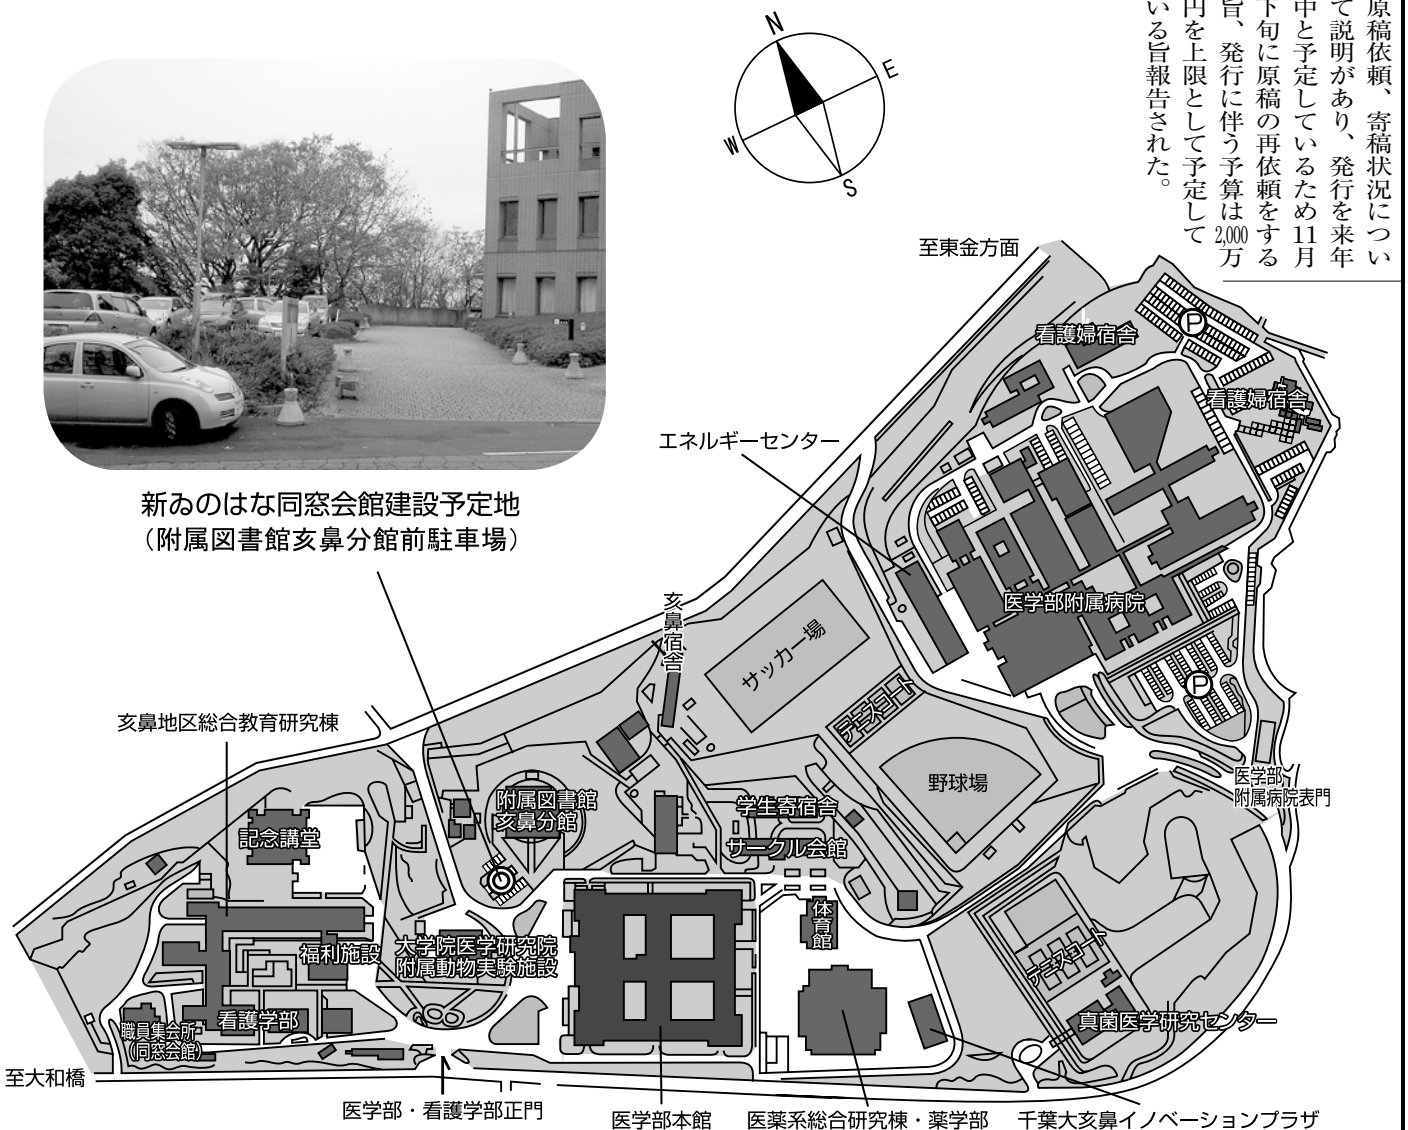 原稿依頼、寄稿状況につい
て説明があり、発行を来年
中と予定しているため11月
下旬に原稿の再依頼をする
旨、発行に伴う予算は2,000万
円を上限として予定して
いる旨報告された。
N
E
W
S
新ゐのはな同窓会館建設予定地
（附属図書館亥鼻分館前駐車場）
至東金方面
看護婦宿舎
P
看護婦宿舎
エネルギーセンター
医学部附属病院
亥鼻宿舎
サッカー場
テニスコート
P
亥鼻地区総合教育研究棟
野球場
医学部
附属病院表門
附属図書館
亥鼻分館
学生寄宿舎
記念講堂
サークル会館
体育館
福利施設
大学院医学研究院
附属動物実験施設
テニスコート
職員集会所
（同窓会館）
看護学部
真菌医学研究センター
至大和橋
医学部・看護学部正門
医学部本館
医薬系総合研究棟・薬学部
千葉大亥鼻イノベーションプラザ